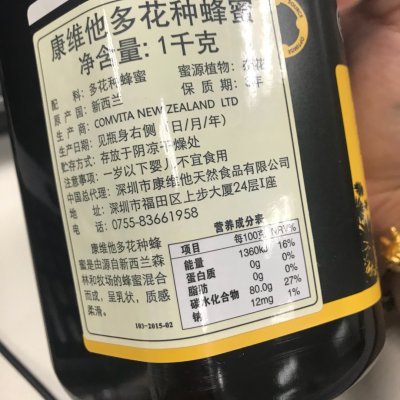 康维他多花种蜂蜜
净含量: 1千克
配 料: 多花种蜂蜜 蜜源植物: 杂花
原 产 国: 新西兰 保 质 期: 3年
生 产 商: COMVITA NEW ZEALAND LTD
生产日期: 见瓶身右侧 (日/月/年)
贮存方式: 存放于阴凉干燥处
注意事项: 一岁以下婴儿不宜食用
中国总代理: 深圳市康维他天然食品有限公司
地 址: 深圳市福田区上步大厦24层I座
电 话: 0755-83661958
康维他多花种蜂
蜜是由源自新西兰森
林和牧场的蜂蜜混合
而成, 呈乳状, 质感
柔滑。
103-2015-02
营养成分表
项目 每100克 NRV%
能量 1360kJ 16%
蛋白质 0g 0%
脂肪 0g 0%
碳水化合物 80.0g 27%
钠 12mg 1%